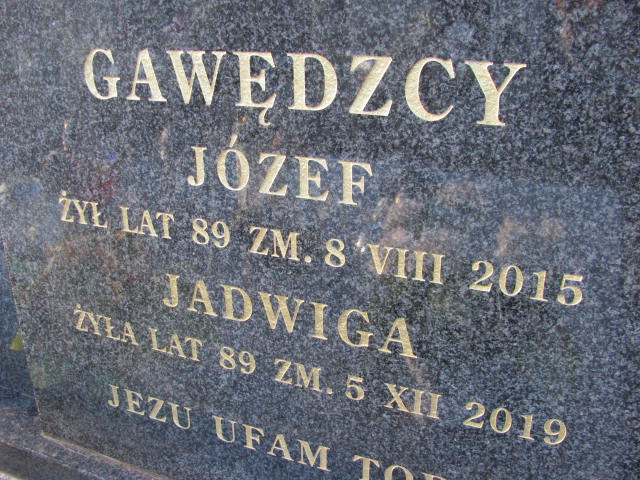 GAWĘDZCY
JÓZEF
ŻYŁ LAT 89 ZM. 8 VIII 2015
JADWIGA
ŻYŁA LAT 89 ZM. 5 XII 2019
JEZU UFAM